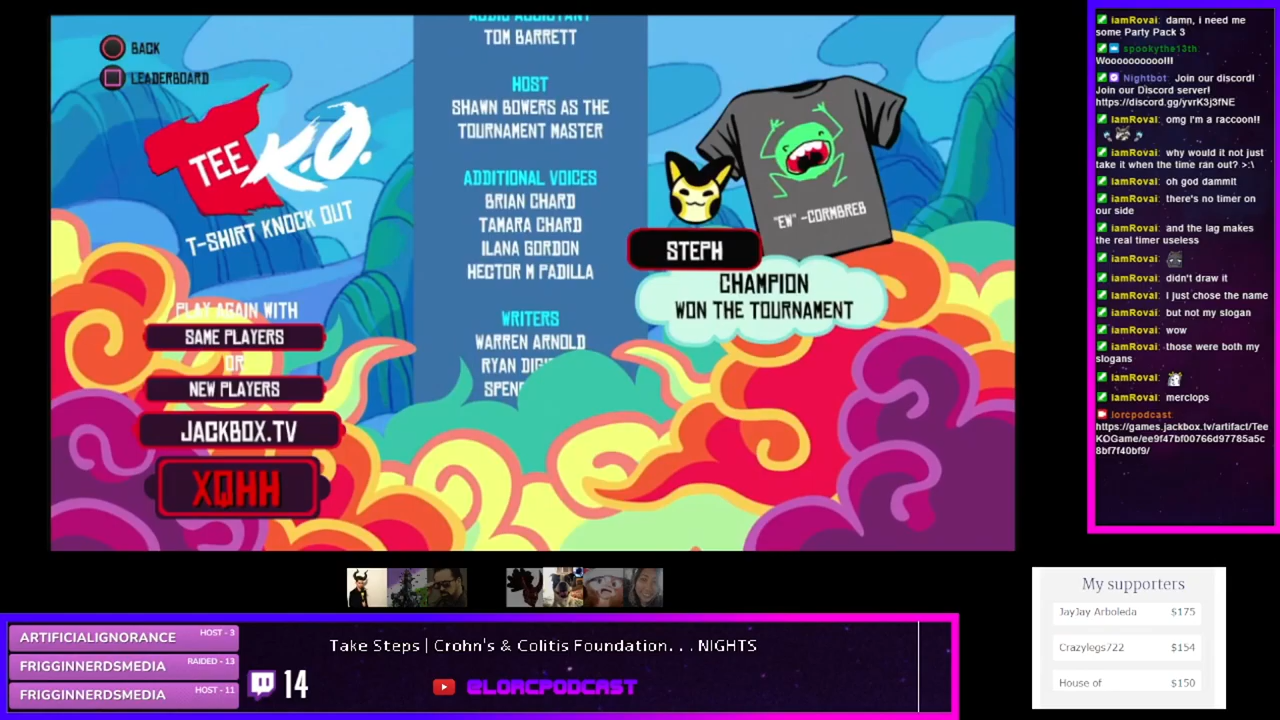 BACK
LEADERBOARD
TEE K.O.
T-SHIRT KNOCK OUT
PLAY AGAIN WITH
SAME PLAYERS
OR
NEW PLAYERS
JACKBOX.TV
XQHH
AUDIO ASSISTANT
TOM BARRETT
HOST
SHAWN BOWERS AS THE
TOURNAMENT MASTER
ADDITIONAL VOICES
BRIAN CHARD
TAMARA CHARD
ILANA GORDON
HECTOR M PADILLA
WRITERS
WARREN ARNOLD
RYAN
"EW" -CORMBREB
STEPH
CHAMPION
WON THE TOURNAMENT
iamRovai: damn, i need me
some Party Pack 3
spookythe13th:
Woooooooooo!!!
Nightbot: Join our discord!
Join our Discord server!
https://discord.gg/yvrK3j3fNE
iamRovai: omg I'm a raccoon!!
iamRovai: why would it not just
take it when the time ran out? >:\
iamRovai: oh god dammit
iamRovai: there's no timer on
our side
iamRovai: and the lag makes
the real timer useless
iamRovai:
iamRovai: didn't draw it
iamRovai: I just chose the name
iamRovai: but not my slogan
iamRovai: wow
iamRovai: those were both my
slogans
iamRovai:
iamRovai: merclops
lorcpodcast:
https://games.jackbox.tv/artifact/Tee
KOGame/ee9f47bf00766d97785a5c
8bf7f40bf9/
My supporters
JayJay Arboleda $175
Crazylegs722 $154
House of $150
ARTIFICIALIGNORANCE HOST - 3
FRIGGINNERDSMEDIA RAIDED - 13
FRIGGINNERDSMEDIA HOST - 11
14
Take Steps | Crohn's & Colitis Foundation. . . NIGHTS
@LORCPODCAST